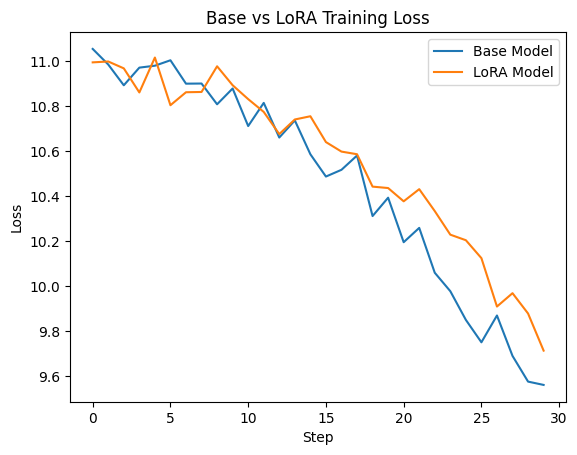 Base vs LoRA Training Loss
Base Model
LoRA Model
11.0
10.8
10.6
10.4
10.2
10.0
9.8
9.6
Loss
0 5 10 15 20 25 30
Step